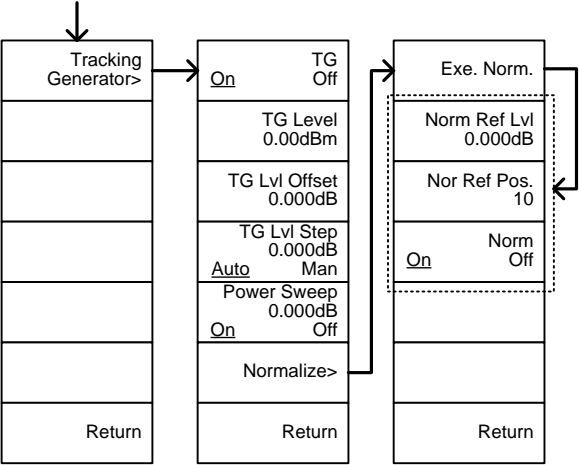 Tracking
Generator>
Return
TG
On Off
TG Level
0.00dBm
TG Lvl Offset
0.000dB
TG Lvl Step
0.000dB
Auto Man
Power Sweep
0.000dB
On Off
Normalize>
Return
Exe. Norm.
Norm Ref Lvl
0.000dB
Nor Ref Pos.
10
Norm
On Off
Return